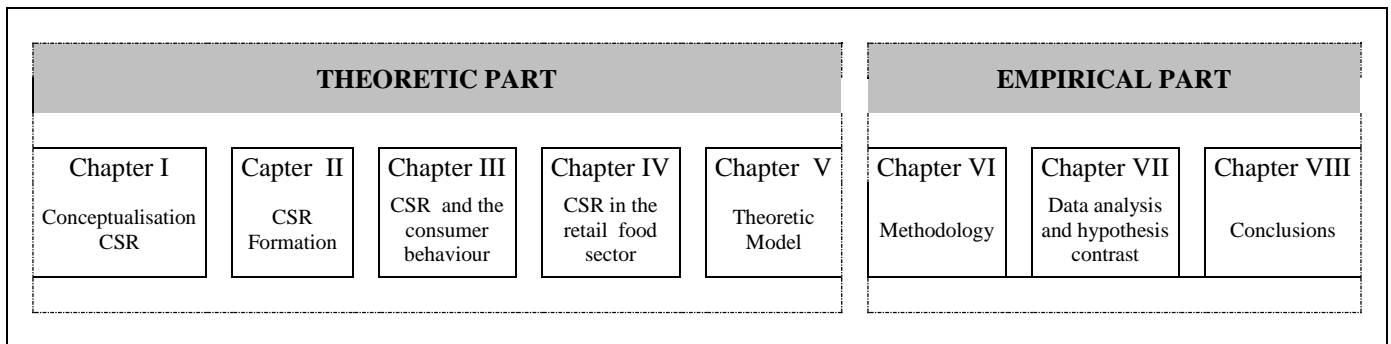 THEORETIC PART
EMPIRICAL PART
Chapter I
Conceptualisation
CSR
Capter II
CSR
Formation
Chapter III
CSR and the
consumer
behaviour
Chapter IV
CSR in the
retail food
sector
Chapter V
Theoretic
Model
Chapter VI
Methodology
Chapter VII
Data analysis
and hypothesis
contrast
Chapter VIII
Conclusions